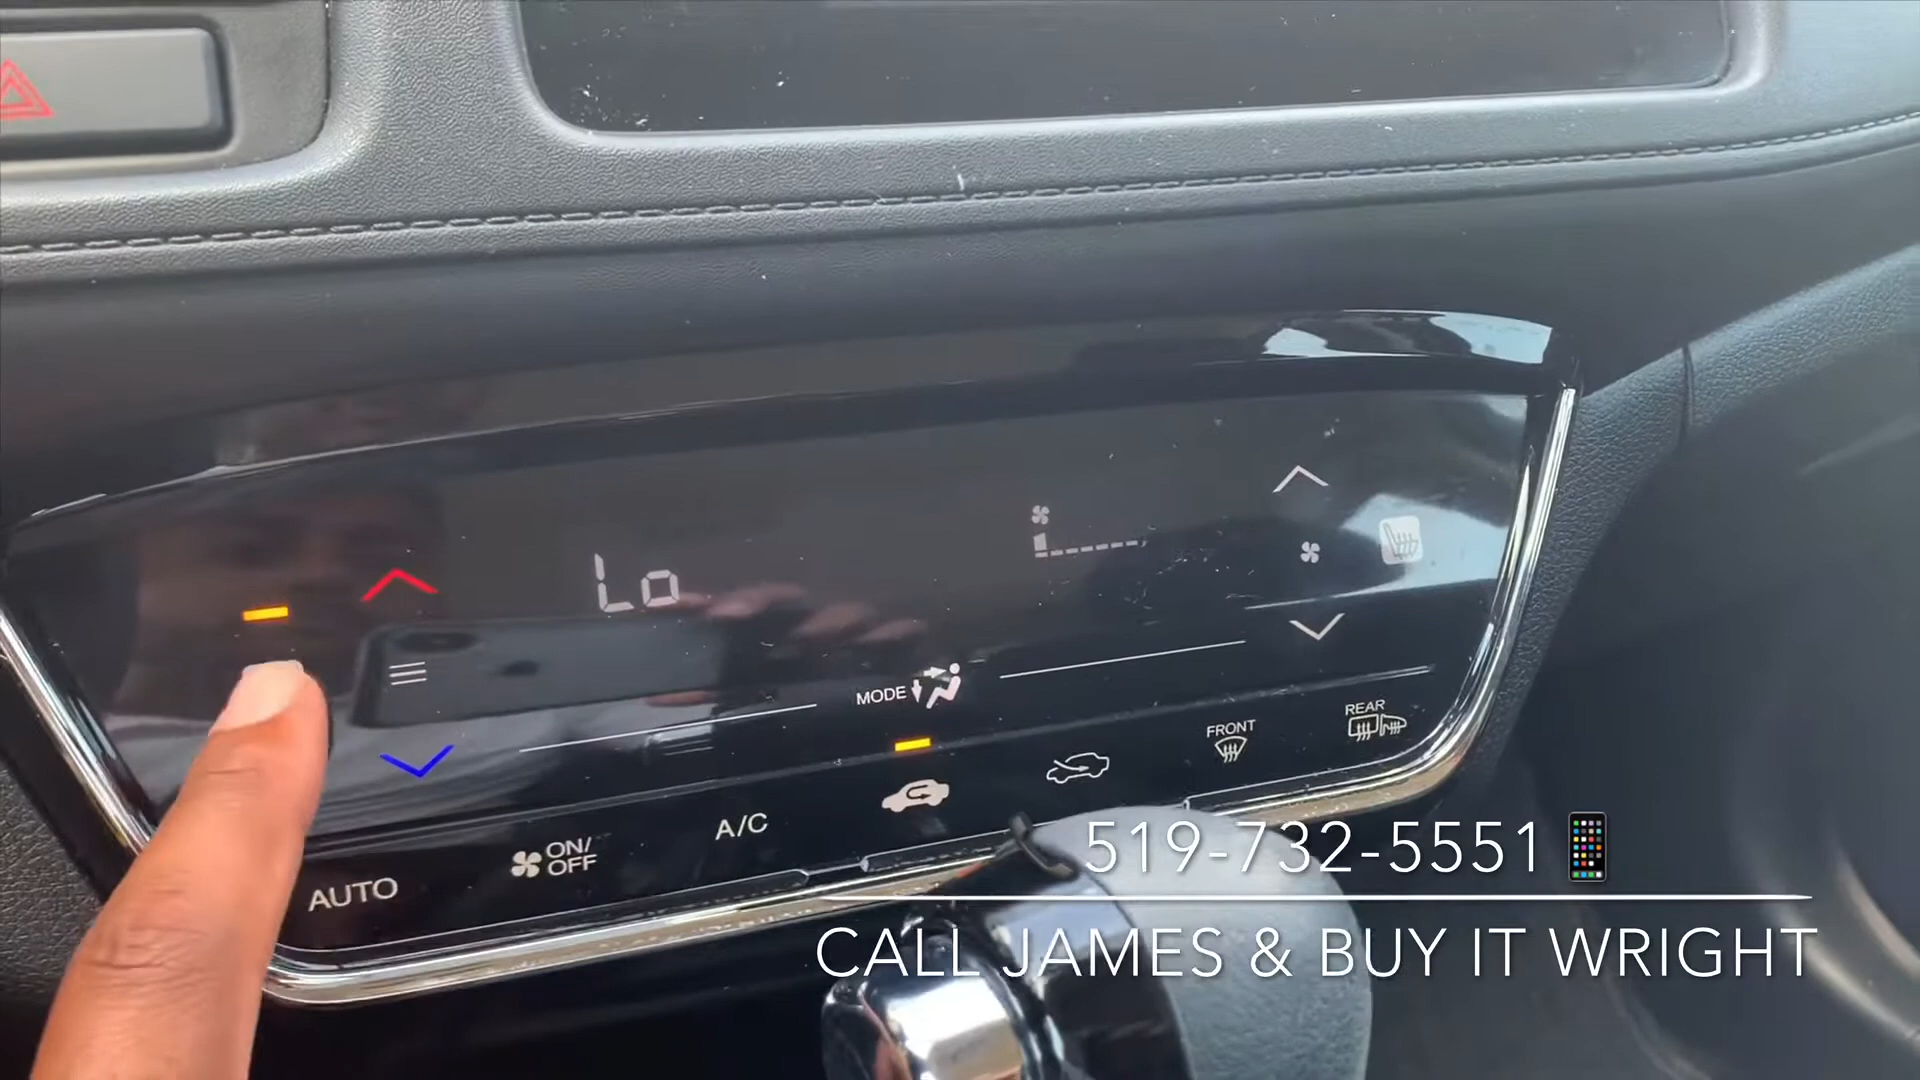 Lo
MODE
FRONT
REAR
A/C
ON/
OFF
AUTO
519-732-5551📱
CALL JAMES & BUY IT WRIGHT